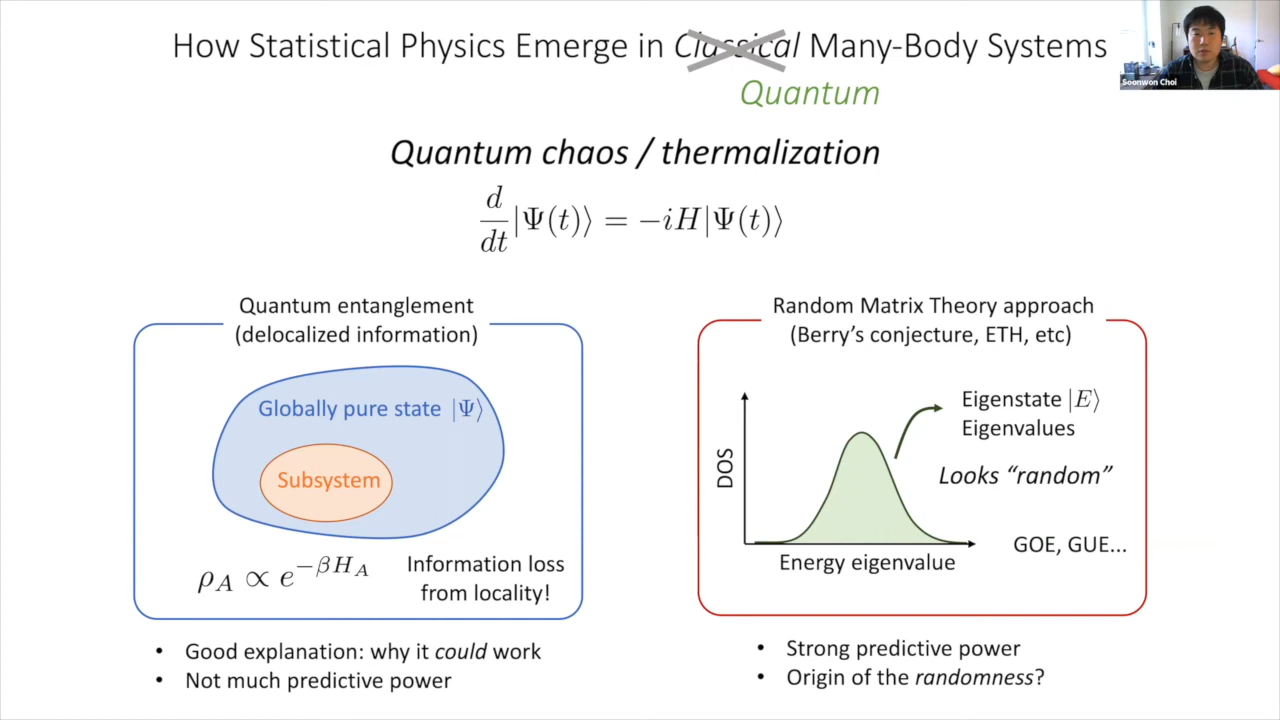 How Statistical Physics Emerge in Classical Many-Body Systems
Quantum
Soonwon Choi
Quantum chaos / thermalization
d/dt |Ψ(t)⟩ = −iH|Ψ(t)⟩
Quantum entanglement
(delocalized information)
Globally pure state |Ψ⟩
Subsystem
ρ_A ∝ e^{−βH_A}
Information loss
from locality!
• Good explanation: why it could work
• Not much predictive power
Random Matrix Theory approach
(Berry’s conjecture, ETH, etc)
DOS
Energy eigenvalue
Eigenstate |E⟩
Eigenvalues
Looks “random”
GOE, GUE...
• Strong predictive power
• Origin of the randomness?